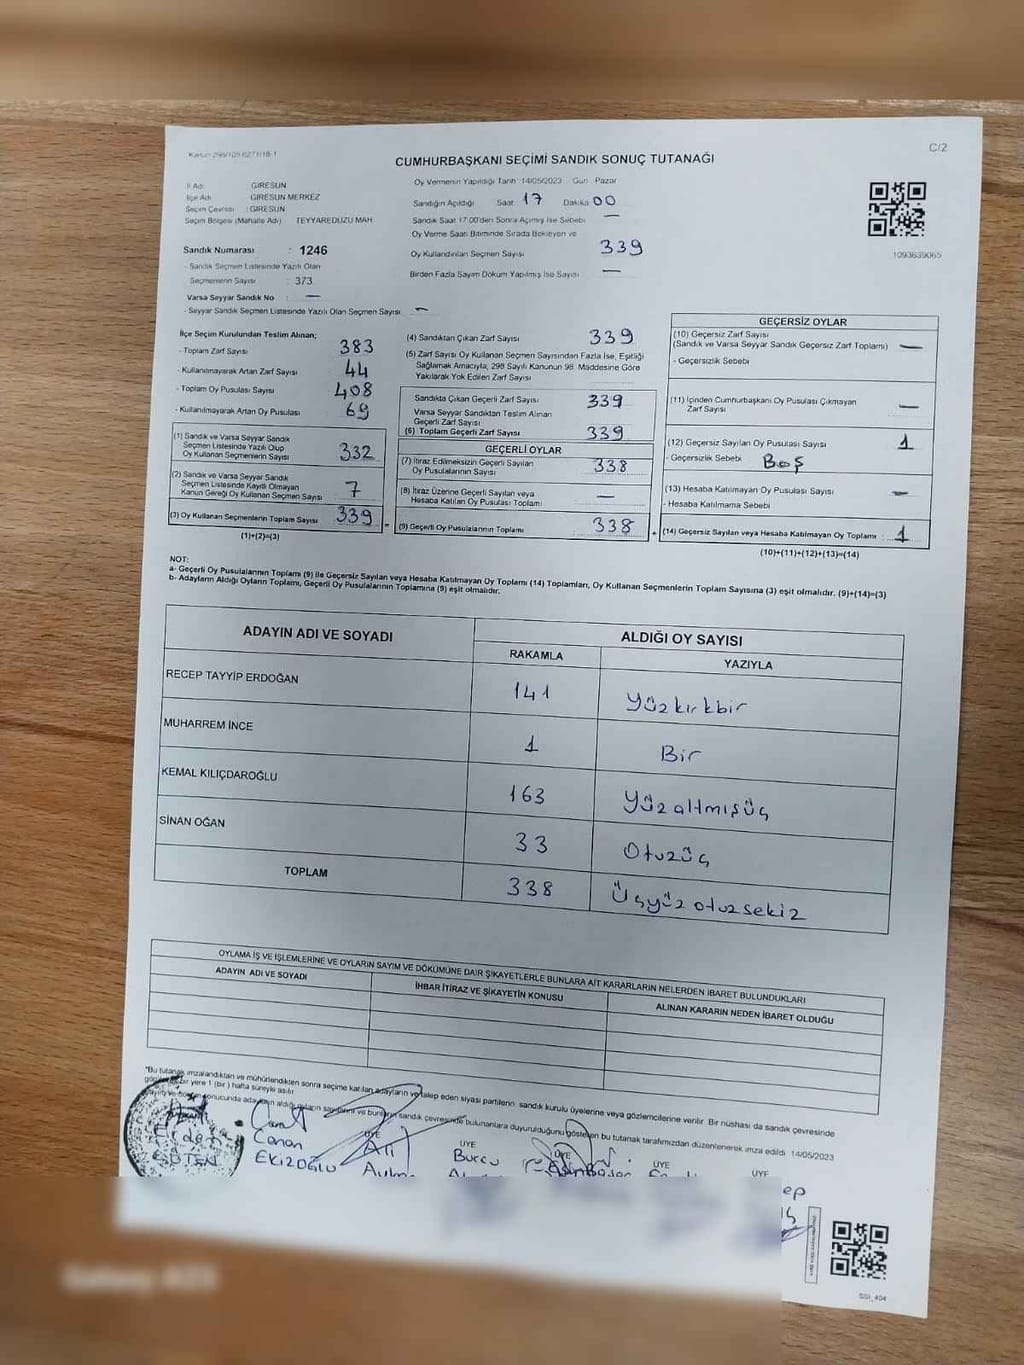 C/2
CUMHURBAŞKANI SEÇİMİ SANDIK SONUÇ TUTANAĞI
İl Adı : GİRESUN
İlçe Adı : GİRESUN MERKEZ
Seçim Çevresi : GİRESUN
Seçim Bölgesi (Mahalle Adı) : TEYYAREDÜZÜ MAH.
Sandık Numarası : 1246
- Sandık Seçmen Listesinde Yazılı Olan
Seçmenlerin Sayısı : 373
Varsa Seyyar Sandık No : —
- Seyyar Sandık Seçmen Listesinde Yazılı Olan Seçmen Sayısı : —
Oy Vermenin Yapıldığı Tarih 14/05/2023 Gün Pazar
Sandığın Açıldığı Saat 17 Dakika 00
Sandık Saat 17:00'den Sonra Açılmış İse Sebebi —
Oy Verme Saati Bitiminde Sırada Bekleyen ve
Oy Kullandırılan Seçmen Sayısı 339
Birden Fazla Sayım Döküm Yapılmış İse Sayısı —
1093639065
İlçe Seçim Kurulundan Teslim Alınan;
- Toplam Zarf Sayısı 383
- Kullanılmayarak Artan Zarf Sayısı 44
- Toplam Oy Pusulası Sayısı 408
- Kullanılmayarak Artan Oy Pusulası 69
(1) Sandık ve Varsa Seyyar Sandık
Seçmen Listesinde Yazılı Olup
Oy Kullanan Seçmenlerin Sayısı 332
(2) Sandık ve Varsa Seyyar Sandık
Seçmen Listesinde Kayıtlı Olmayan
Kanun Gereği Oy Kullanan Seçmen Sayısı 7
(3) Oy Kullanan Seçmenlerin Toplam Sayısı 339
(1)+(2)=(3)
(4) Sandıktan Çıkan Zarf Sayısı 339
(5) Zarf Sayısı Oy Kullanan Seçmen Sayısından Fazla İse, Eşitliği
Sağlamak Amacıyla, 298 Sayılı Kanunun 98. Maddesine Göre
Yakılarak Yok Edilen Zarf Sayısı —
Sandıkta Çıkan Geçerli Zarf Sayısı 339
Varsa Seyyar Sandıktan Teslim Alınan
Geçerli Zarf Sayısı
(6) Toplam Geçerli Zarf Sayısı 339
GEÇERLİ OYLAR
(7) İtiraz Edilmeksizin Geçerli Sayılan
Oy Pusulalarının Sayısı 338
(8) İtiraz Üzerine Geçerli Sayılan veya
Hesaba Katılan Oy Pusulası Toplamı —
(9) Geçerli Oy Pusulalarının Toplamı 338
GEÇERSİZ OYLAR
(10) Geçersiz Zarf Sayısı
(Sandık ve Varsa Seyyar Sandık Geçersiz Zarf Toplamı) —
- Geçersizlik Sebebi
(11) İçinden Cumhurbaşkanı Oy Pusulası Çıkmayan
Zarf Sayısı —
(12) Geçersiz Sayılan Oy Pusulası Sayısı 1
- Geçersizlik Sebebi Boş
(13) Hesaba Katılmayan Oy Pusulası Sayısı —
- Hesaba Katılmama Sebebi
(14) Geçersiz Sayılan veya Hesaba Katılmayan Oy Toplamı : 1
(10)+(11)+(12)+(13)=(14)
NOT:
a- Geçerli Oy Pusulalarının Toplamı (9) ile Geçersiz Sayılan veya Hesaba Katılmayan Oy Toplamı (14) Toplamları, Oy Kullanan Seçmenlerin Toplam Sayısına (3) eşit olmalıdır. (9)+(14)=(3)
b- Adayların Aldığı Oyların Toplamı, Geçerli Oy Pusulalarının Toplamına (9) eşit olmalıdır.
ADAYIN ADI VE SOYADI ALDIĞI OY SAYISI
RAKAMLA YAZIYLA
RECEP TAYYİP ERDOĞAN 141 Yüzkırkbir
MUHARREM İNCE 1 Bir
KEMAL KILIÇDAROĞLU 163 Yüzaltmışüç
SİNAN OĞAN 33 Otuzüç
TOPLAM 338 Üçyüz otuzsekiz
OYLAMA İŞ VE İŞLEMLERİNE VE OYLARIN SAYIM VE DÖKÜMÜNE DAİR ŞİKAYETLERLE BUNLARA AİT KARARLARIN NELERDEN İBARET BULUNDUKLARI
ADAYIN ADI VE SOYADI İHBAR İTİRAZ VE ŞİKAYETİN KONUSU ALINAN KARARIN NEDEN İBARET OLDUĞU
"Bu tutanak imzalandıktan ve mühürlendikten sonra seçime katılan adayların ve talep eden siyasi partilerin sandık kurulu üyelerine veya gözlemcilerine verilir. Bir nüshası da sandık çevresinde
bir yere 1 (bir) hafta süreyle asılır.
sonucunda adayların aldığı oyların sayılarını ve bunların sandık çevresinde bulunanlara duyurulduğunu gösteren bu tutanak tarafımızdan düzenlenerek imza edildi. 14/05/2023
ÜYE ÜYE ÜYE ÜYE ÜYE
Canan Ali Burcu
EKİZOĞLU
SSI_404